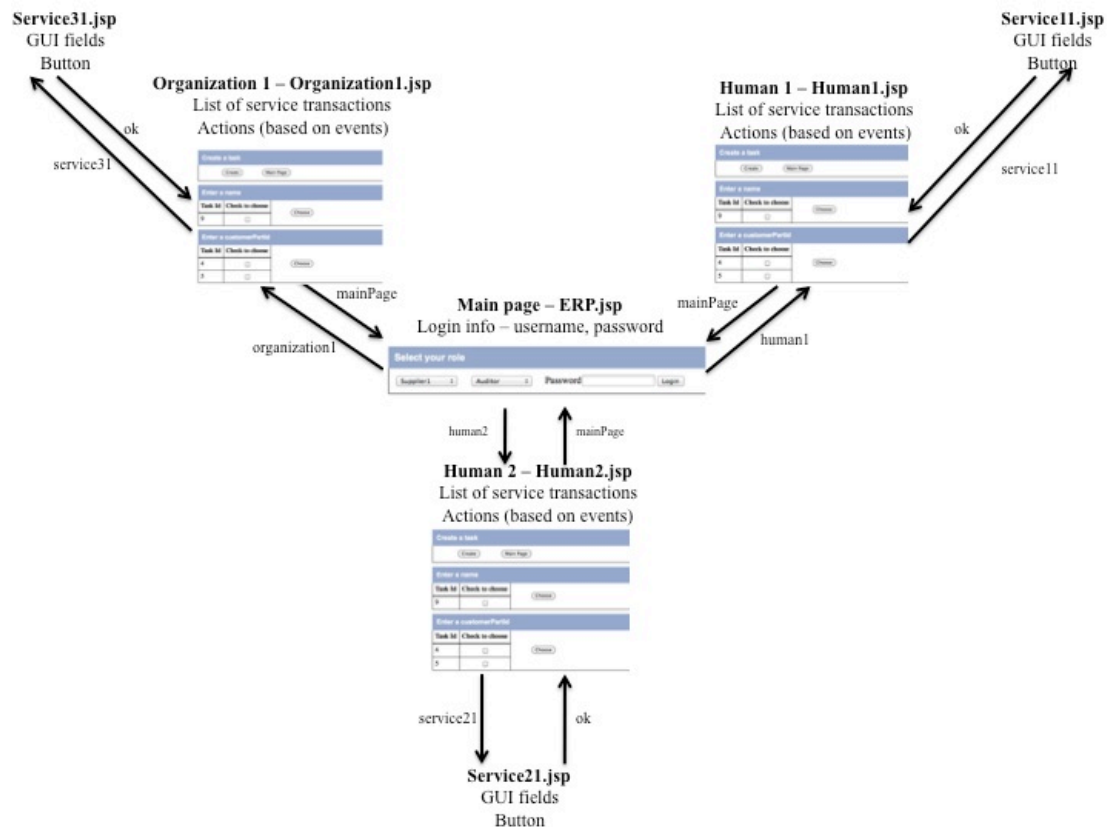 Service31.jsp
GUI fields
Button
Service11.jsp
GUI fields
Button
ok
service31
Organization 1 – Organization1.jsp
List of service transactions
Actions (based on events)
Create a task
Create Main Page
Enter a name
Task Id Check to choose
9
Choose
Enter a customerPartId
Task Id Check to choose
4
Choose
5
Human 1 – Human1.jsp
List of service transactions
Actions (based on events)
Create a task
Create Main Page
Enter a name
Task Id Check to choose
9
Choose
Enter a customerPartId
Task Id Check to choose
4
Choose
5
ok
service11
mainPage
organization1
Main page – ERP.jsp
Login info – username, password
Select your role
Supplier1 Auditor Password Login
mainPage
human1
human2
mainPage
Human 2 – Human2.jsp
List of service transactions
Actions (based on events)
Create a task
Create Main Page
Enter a name
Task Id Check to choose
9
Choose
Enter a customerPartId
Task Id Check to choose
4
Choose
5
service21
ok
Service21.jsp
GUI fields
Button